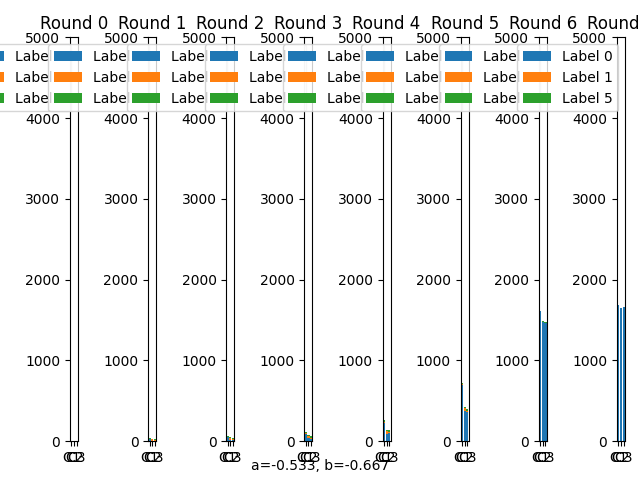 Round 0 Round 1 Round 2 Round 3 Round 4 Round 5 Round 6 Round
5000 5000 5000 5000 5000 5000 5000 5000
Labe Labe Labe Labe Labe Labe Labe Label 0
Labe Labe Labe Labe Labe Labe Labe Label 1
Labe Labe Labe Labe Labe Labe Labe Label 5
4000 4000 4000 4000 4000 4000 4000 4000
3000 3000 3000 3000 3000 3000 3000 3000
2000 2000 2000 2000 2000 2000 2000 2000
1000 1000 1000 1000 1000 1000 1000 1000
0 0 0 0 0 0 0 0
a=-0.533, b=-0.667